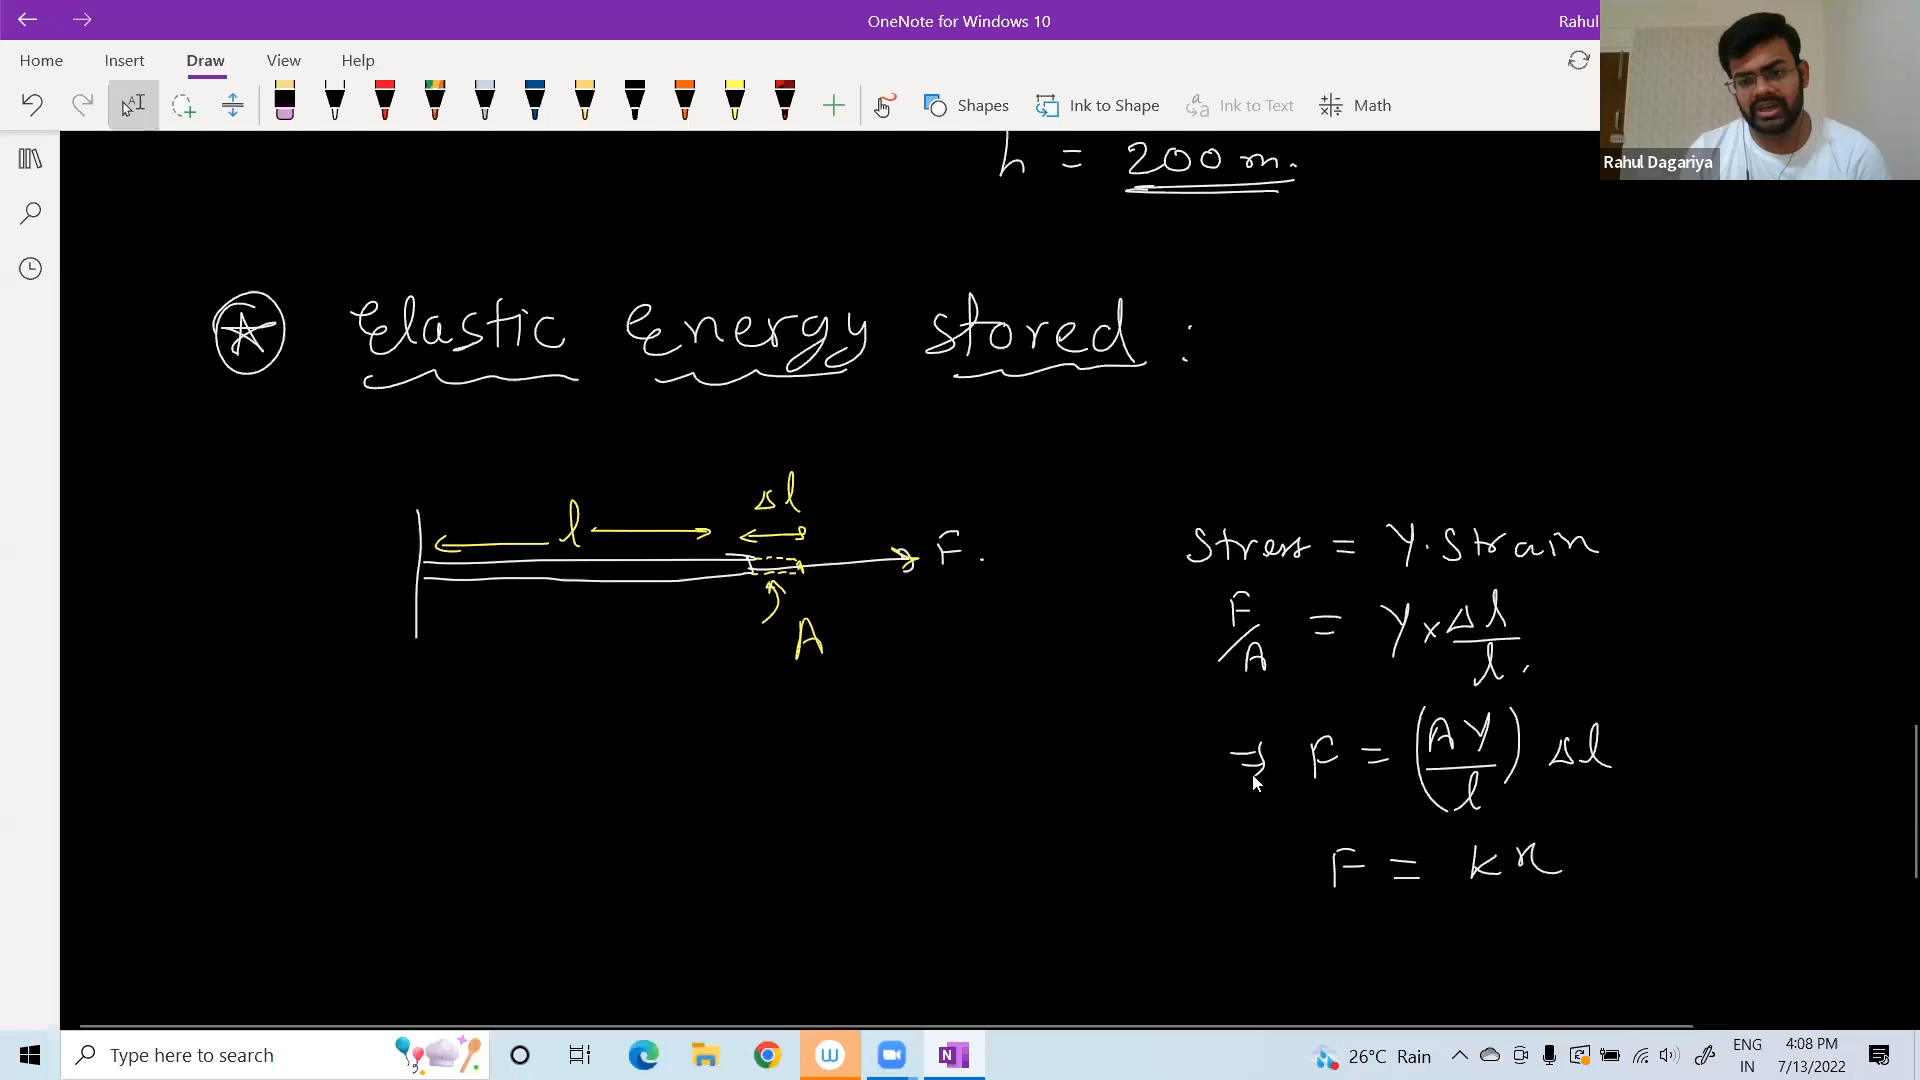 OneNote for Windows 10
Rahul
Home Insert Draw View Help
Shapes Ink to Shape Ink to Text Math
Rahul Dagariya
h = 200 m.
Elastic Energy stored :
Δl
l
F.
A
Stress = Y. Strain
F/A = Y x Δl/l.
⇒ F = (AY/l) Δl
F = kx
Type here to search
26°C Rain
ENG
IN
4:08 PM
7/13/2022